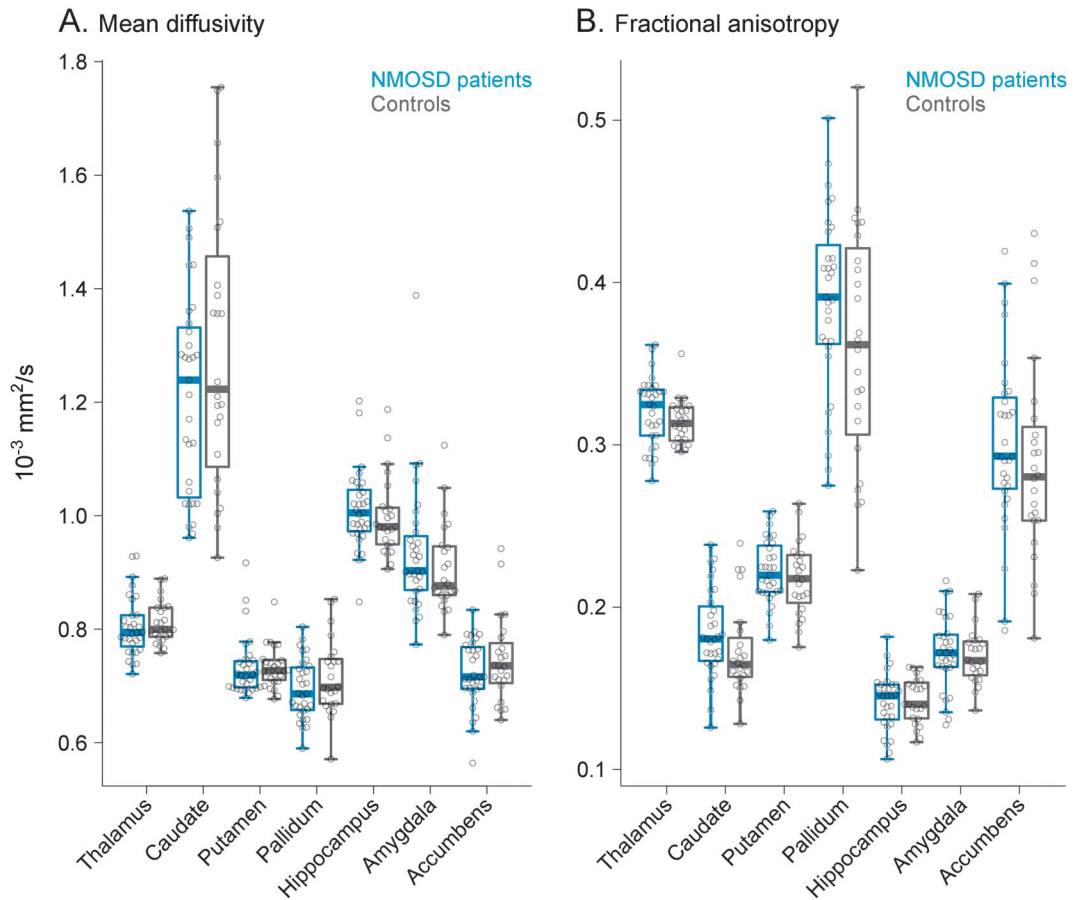 A. Mean diffusivity
NMOSD patients
Controls
10⁻³ mm²/s
1.8
1.6
1.4
1.2
1.0
0.8
0.6
Thalamus
Caudate
Putamen
Pallidum
Hippocampus
Amygdala
Accumbens
B. Fractional anisotropy
NMOSD patients
Controls
0.5
0.4
0.3
0.2
0.1
Thalamus
Caudate
Putamen
Pallidum
Hippocampus
Amygdala
Accumbens